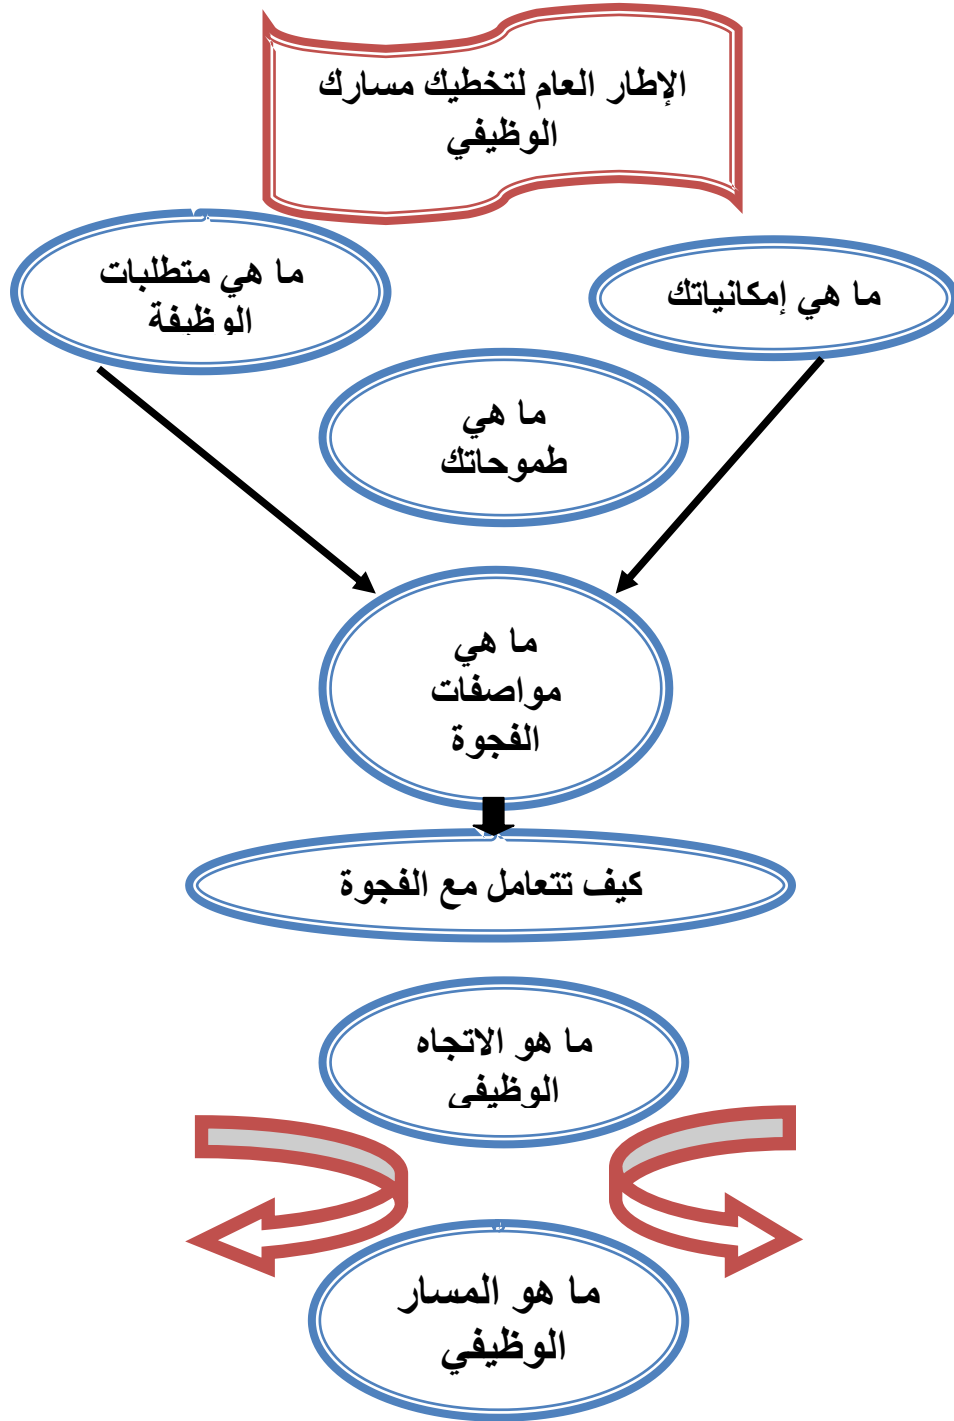 الإطار العام لتخطيك مسارك
الوظيفي
ما هي إمكانياتك
ما هي متطلبات
الوظيفة
ما هي
طموحاتك
ما هي
مواصفات
الفجوة
كيف تتعامل مع الفجوة
ما هو الاتجاه
الوظيفي
ما هو المسار
الوظيفي